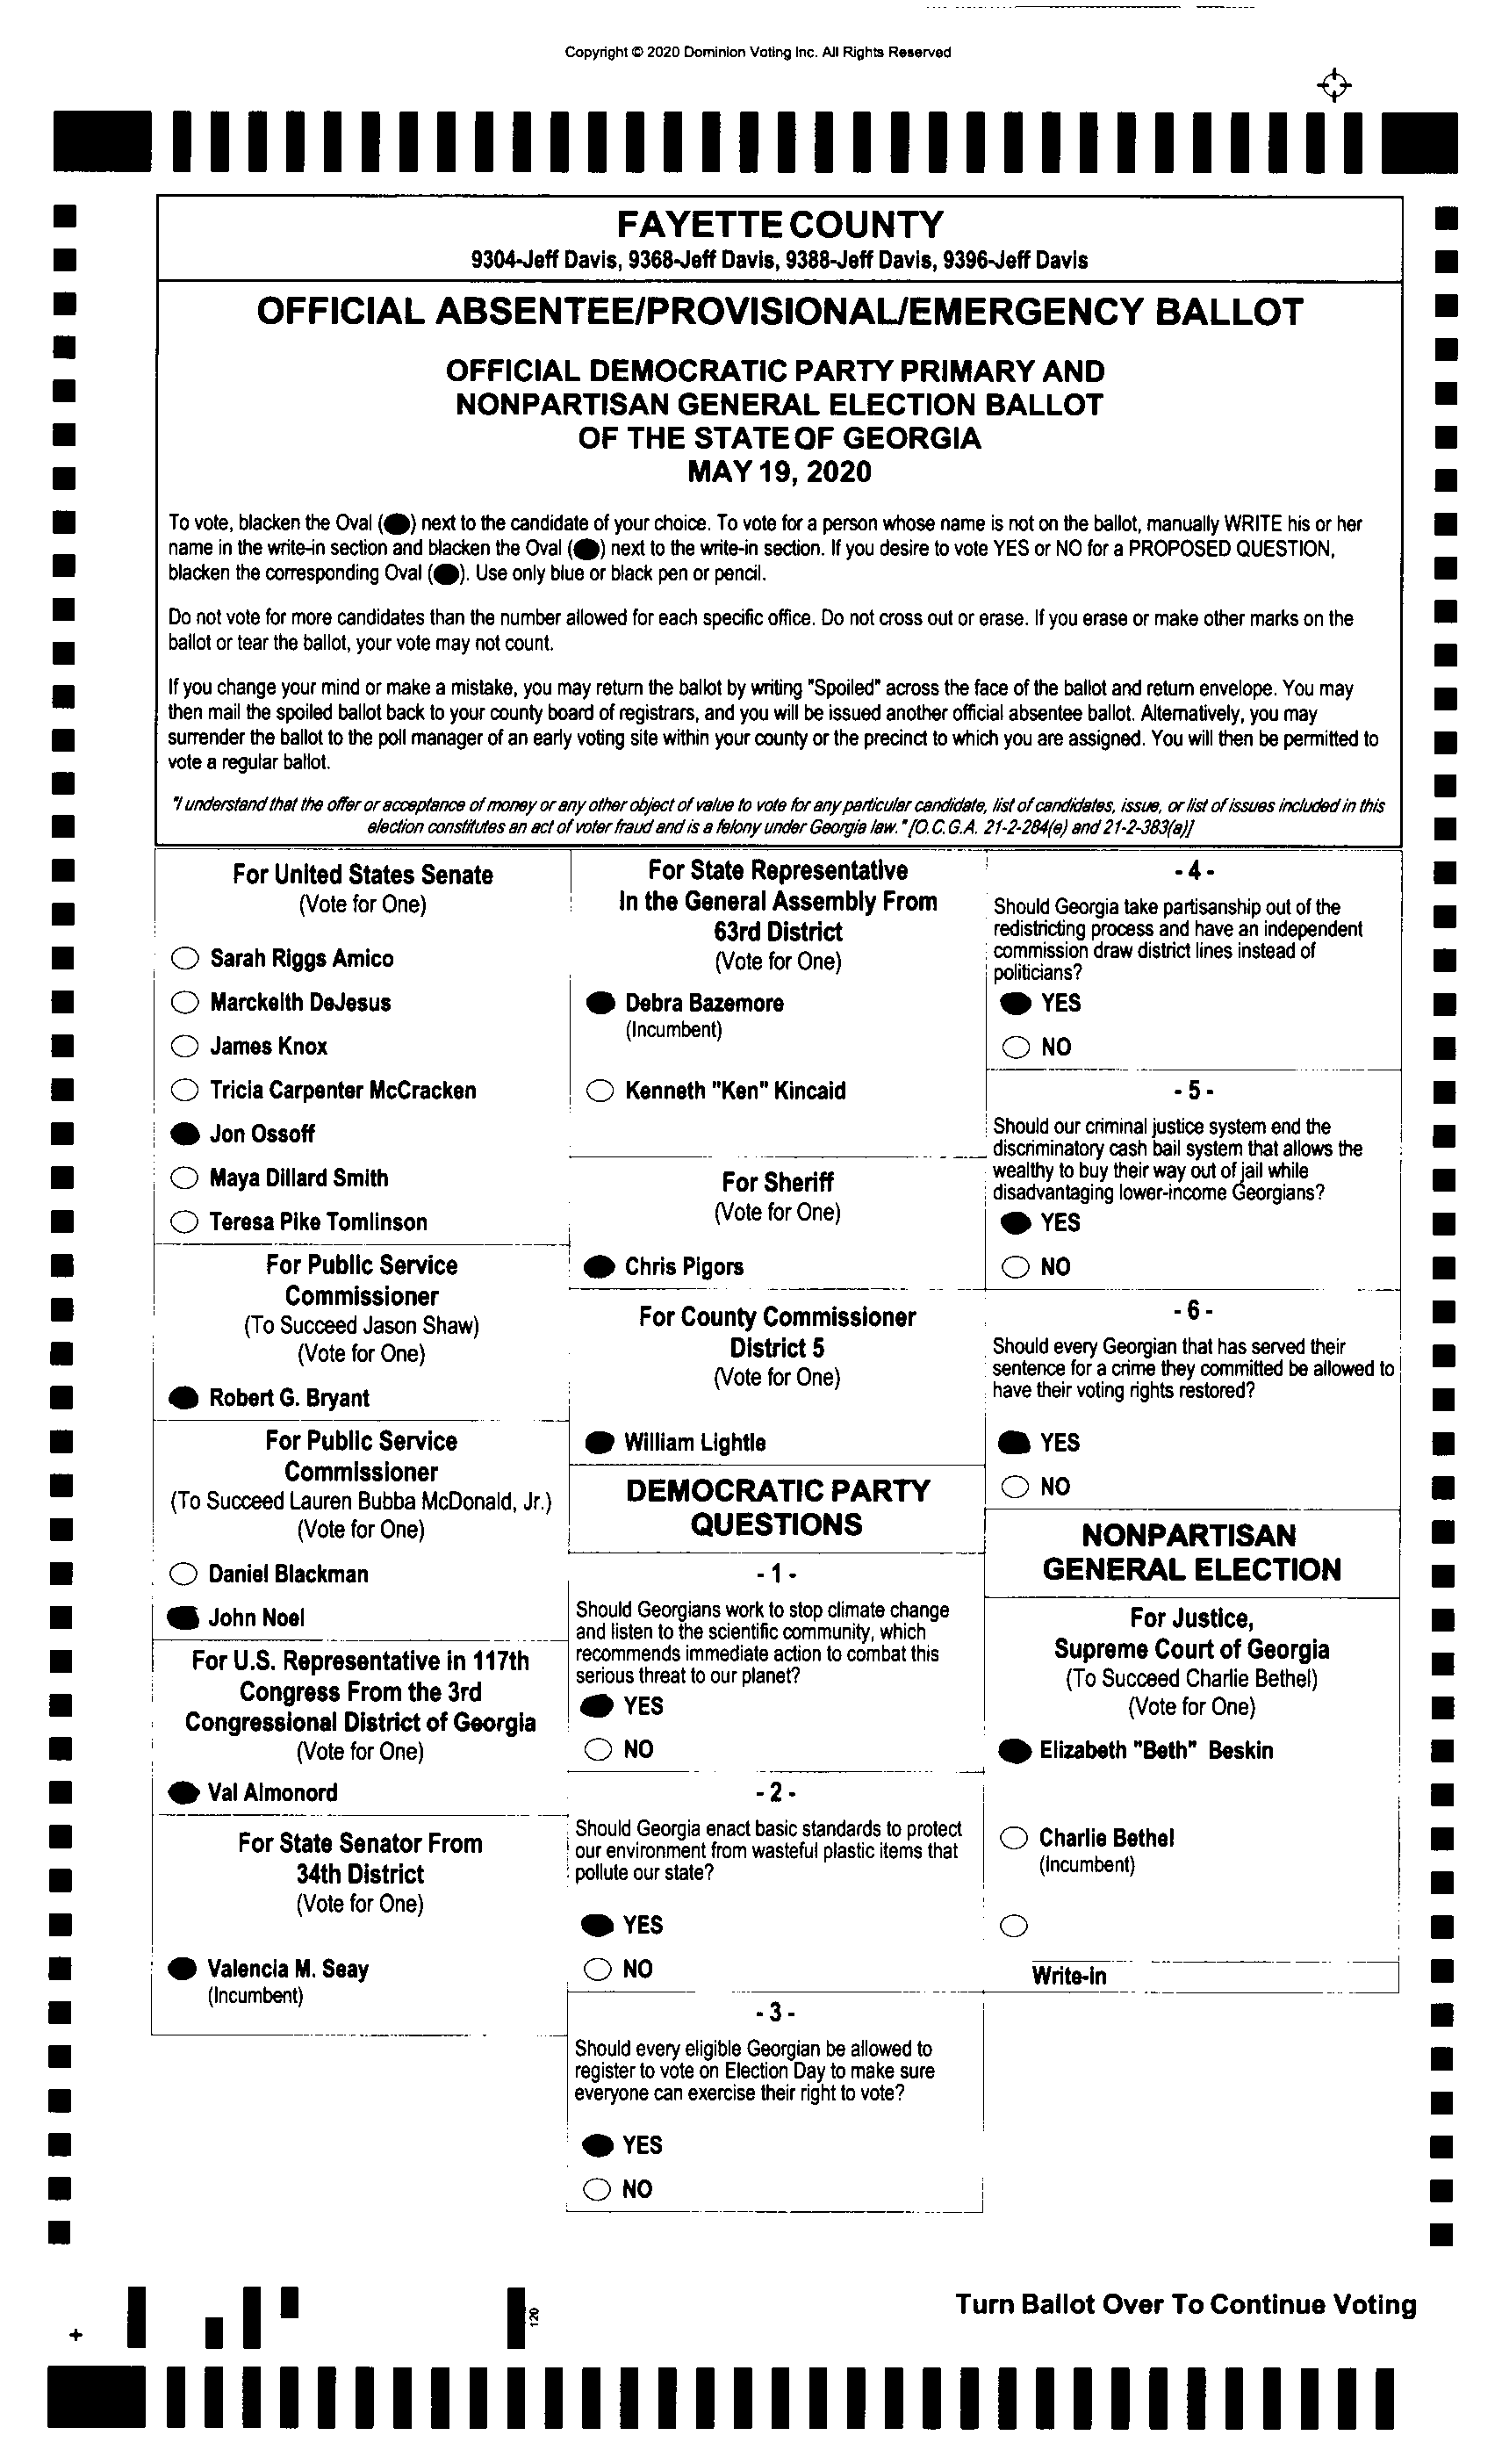 Copyright © 2020 Dominion Voting Inc. All Rights Reserved
FAYETTE COUNTY
9304-Jeff Davis, 9368-Jeff Davis, 9388-Jeff Davis, 9396-Jeff Davis
OFFICIAL ABSENTEE/PROVISIONAL/EMERGENCY BALLOT
OFFICIAL DEMOCRATIC PARTY PRIMARY AND
NONPARTISAN GENERAL ELECTION BALLOT
OF THE STATE OF GEORGIA
MAY 19, 2020
To vote, blacken the Oval (●) next to the candidate of your choice. To vote for a person whose name is not on the ballot, manually WRITE his or her
name in the write-in section and blacken the Oval (●) next to the write-in section. If you desire to vote YES or NO for a PROPOSED QUESTION,
blacken the corresponding Oval (●). Use only blue or black pen or pencil.
Do not vote for more candidates than the number allowed for each specific office. Do not cross out or erase. If you erase or make other marks on the
ballot or tear the ballot, your vote may not count.
If you change your mind or make a mistake, you may return the ballot by writing "Spoiled" across the face of the ballot and return envelope. You may
then mail the spoiled ballot back to your county board of registrars, and you will be issued another official absentee ballot. Alternatively, you may
surrender the ballot to the poll manager of an early voting site within your county or the precinct to which you are assigned. You will then be permitted to
vote a regular ballot.
"I understand that the offer or acceptance of money or any other object of value to vote for any particular candidate, list of candidates, issue, or list of issues included in this
election constitutes an act of voter fraud and is a felony under Georgia law." [O.C.G.A. 21-2-284(e) and 21-2-383(a)]
For United States Senate
(Vote for One)
Sarah Riggs Amico
Marckeith DeJesus
James Knox
Tricia Carpenter McCracken
Jon Ossoff
Maya Dillard Smith
Teresa Pike Tomlinson
For Public Service
Commissioner
(To Succeed Jason Shaw)
(Vote for One)
Robert G. Bryant
For Public Service
Commissioner
(To Succeed Lauren Bubba McDonald, Jr.)
(Vote for One)
Daniel Blackman
John Noel
For U.S. Representative in 117th
Congress From the 3rd
Congressional District of Georgia
(Vote for One)
Val Almonord
For State Senator From
34th District
(Vote for One)
Valencia M. Seay
(Incumbent)
For State Representative
In the General Assembly From
63rd District
(Vote for One)
Debra Bazemore
(Incumbent)
Kenneth "Ken" Kincaid
For Sheriff
(Vote for One)
Chris Pigors
For County Commissioner
District 5
(Vote for One)
William Lightle
DEMOCRATIC PARTY
QUESTIONS
- 1 -
Should Georgians work to stop climate change
and listen to the scientific community, which
recommends immediate action to combat this
serious threat to our planet?
YES
NO
- 2 -
Should Georgia enact basic standards to protect
our environment from wasteful plastic items that
pollute our state?
YES
NO
- 3 -
Should every eligible Georgian be allowed to
register to vote on Election Day to make sure
everyone can exercise their right to vote?
YES
NO
- 4 -
Should Georgia take partisanship out of the
redistricting process and have an independent
commission draw district lines instead of
politicians?
YES
NO
- 5 -
Should our criminal justice system end the
discriminatory cash bail system that allows the
wealthy to buy their way out of jail while
disadvantaging lower-income Georgians?
YES
NO
- 6 -
Should every Georgian that has served their
sentence for a crime they committed be allowed to
have their voting rights restored?
YES
NO
NONPARTISAN
GENERAL ELECTION
For Justice,
Supreme Court of Georgia
(To Succeed Charlie Bethel)
(Vote for One)
Elizabeth "Beth" Beskin
Charlie Bethel
(Incumbent)
Write-in
Turn Ballot Over To Continue Voting
120